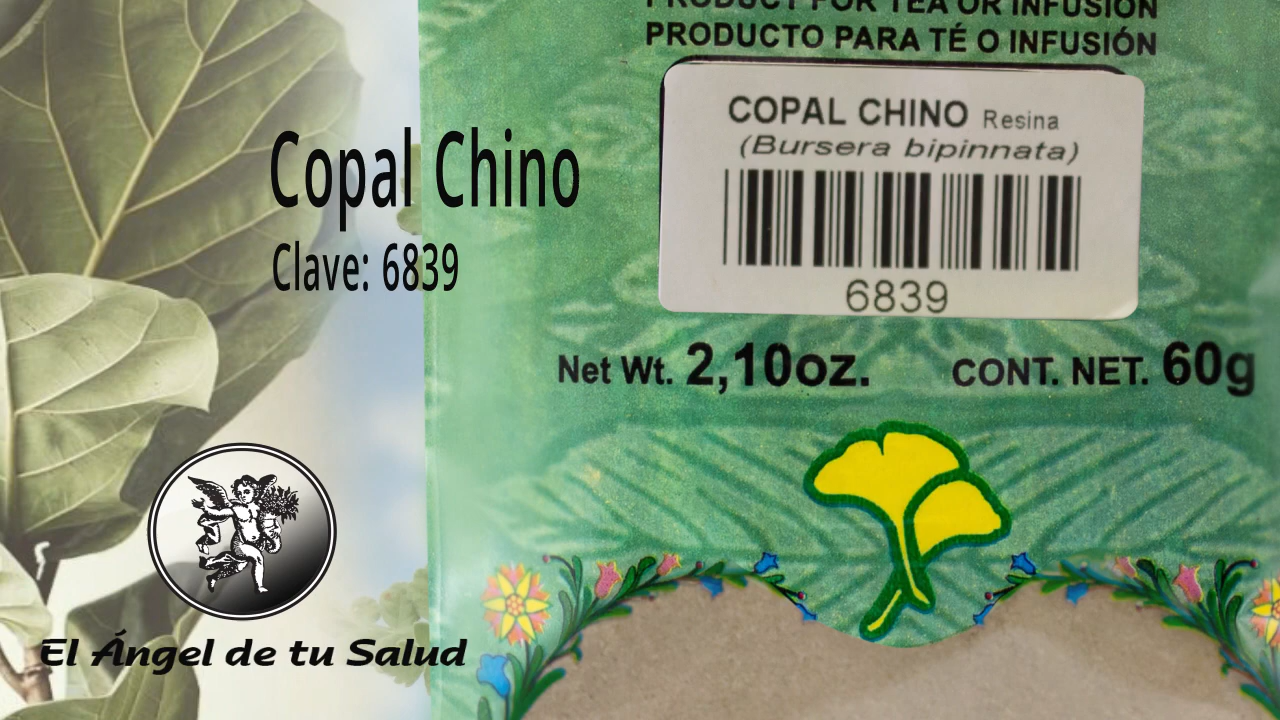 PRODUCT FOR TEA OR INFUSIÓN
PRODUCTO PARA TÉ O INFUSIÓN
COPAL CHINO Resina
(Bursera bipinnata)
6839
Net Wt. 2,10oz. CONT. NET. 60g
Copal Chino
Clave: 6839
El Ángel de tu Salud